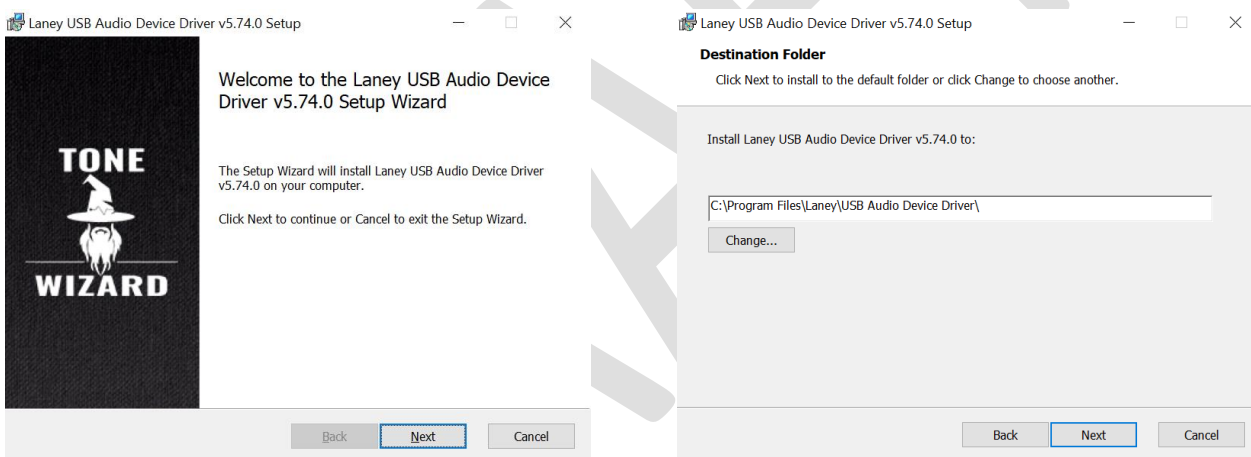 Laney USB Audio Device Driver v5.74.0 Setup
TONE
WIZARD
Welcome to the Laney USB Audio Device
Driver v5.74.0 Setup Wizard
The Setup Wizard will install Laney USB Audio Device Driver
v5.74.0 on your computer.
Click Next to continue or Cancel to exit the Setup Wizard.
Back
Next
Cancel
Laney USB Audio Device Driver v5.74.0 Setup
Destination Folder
Click Next to install to the default folder or click Change to choose another.
Install Laney USB Audio Device Driver v5.74.0 to:
C:\Program Files\Laney\USB Audio Device Driver\
Change...
Back
Next
Cancel